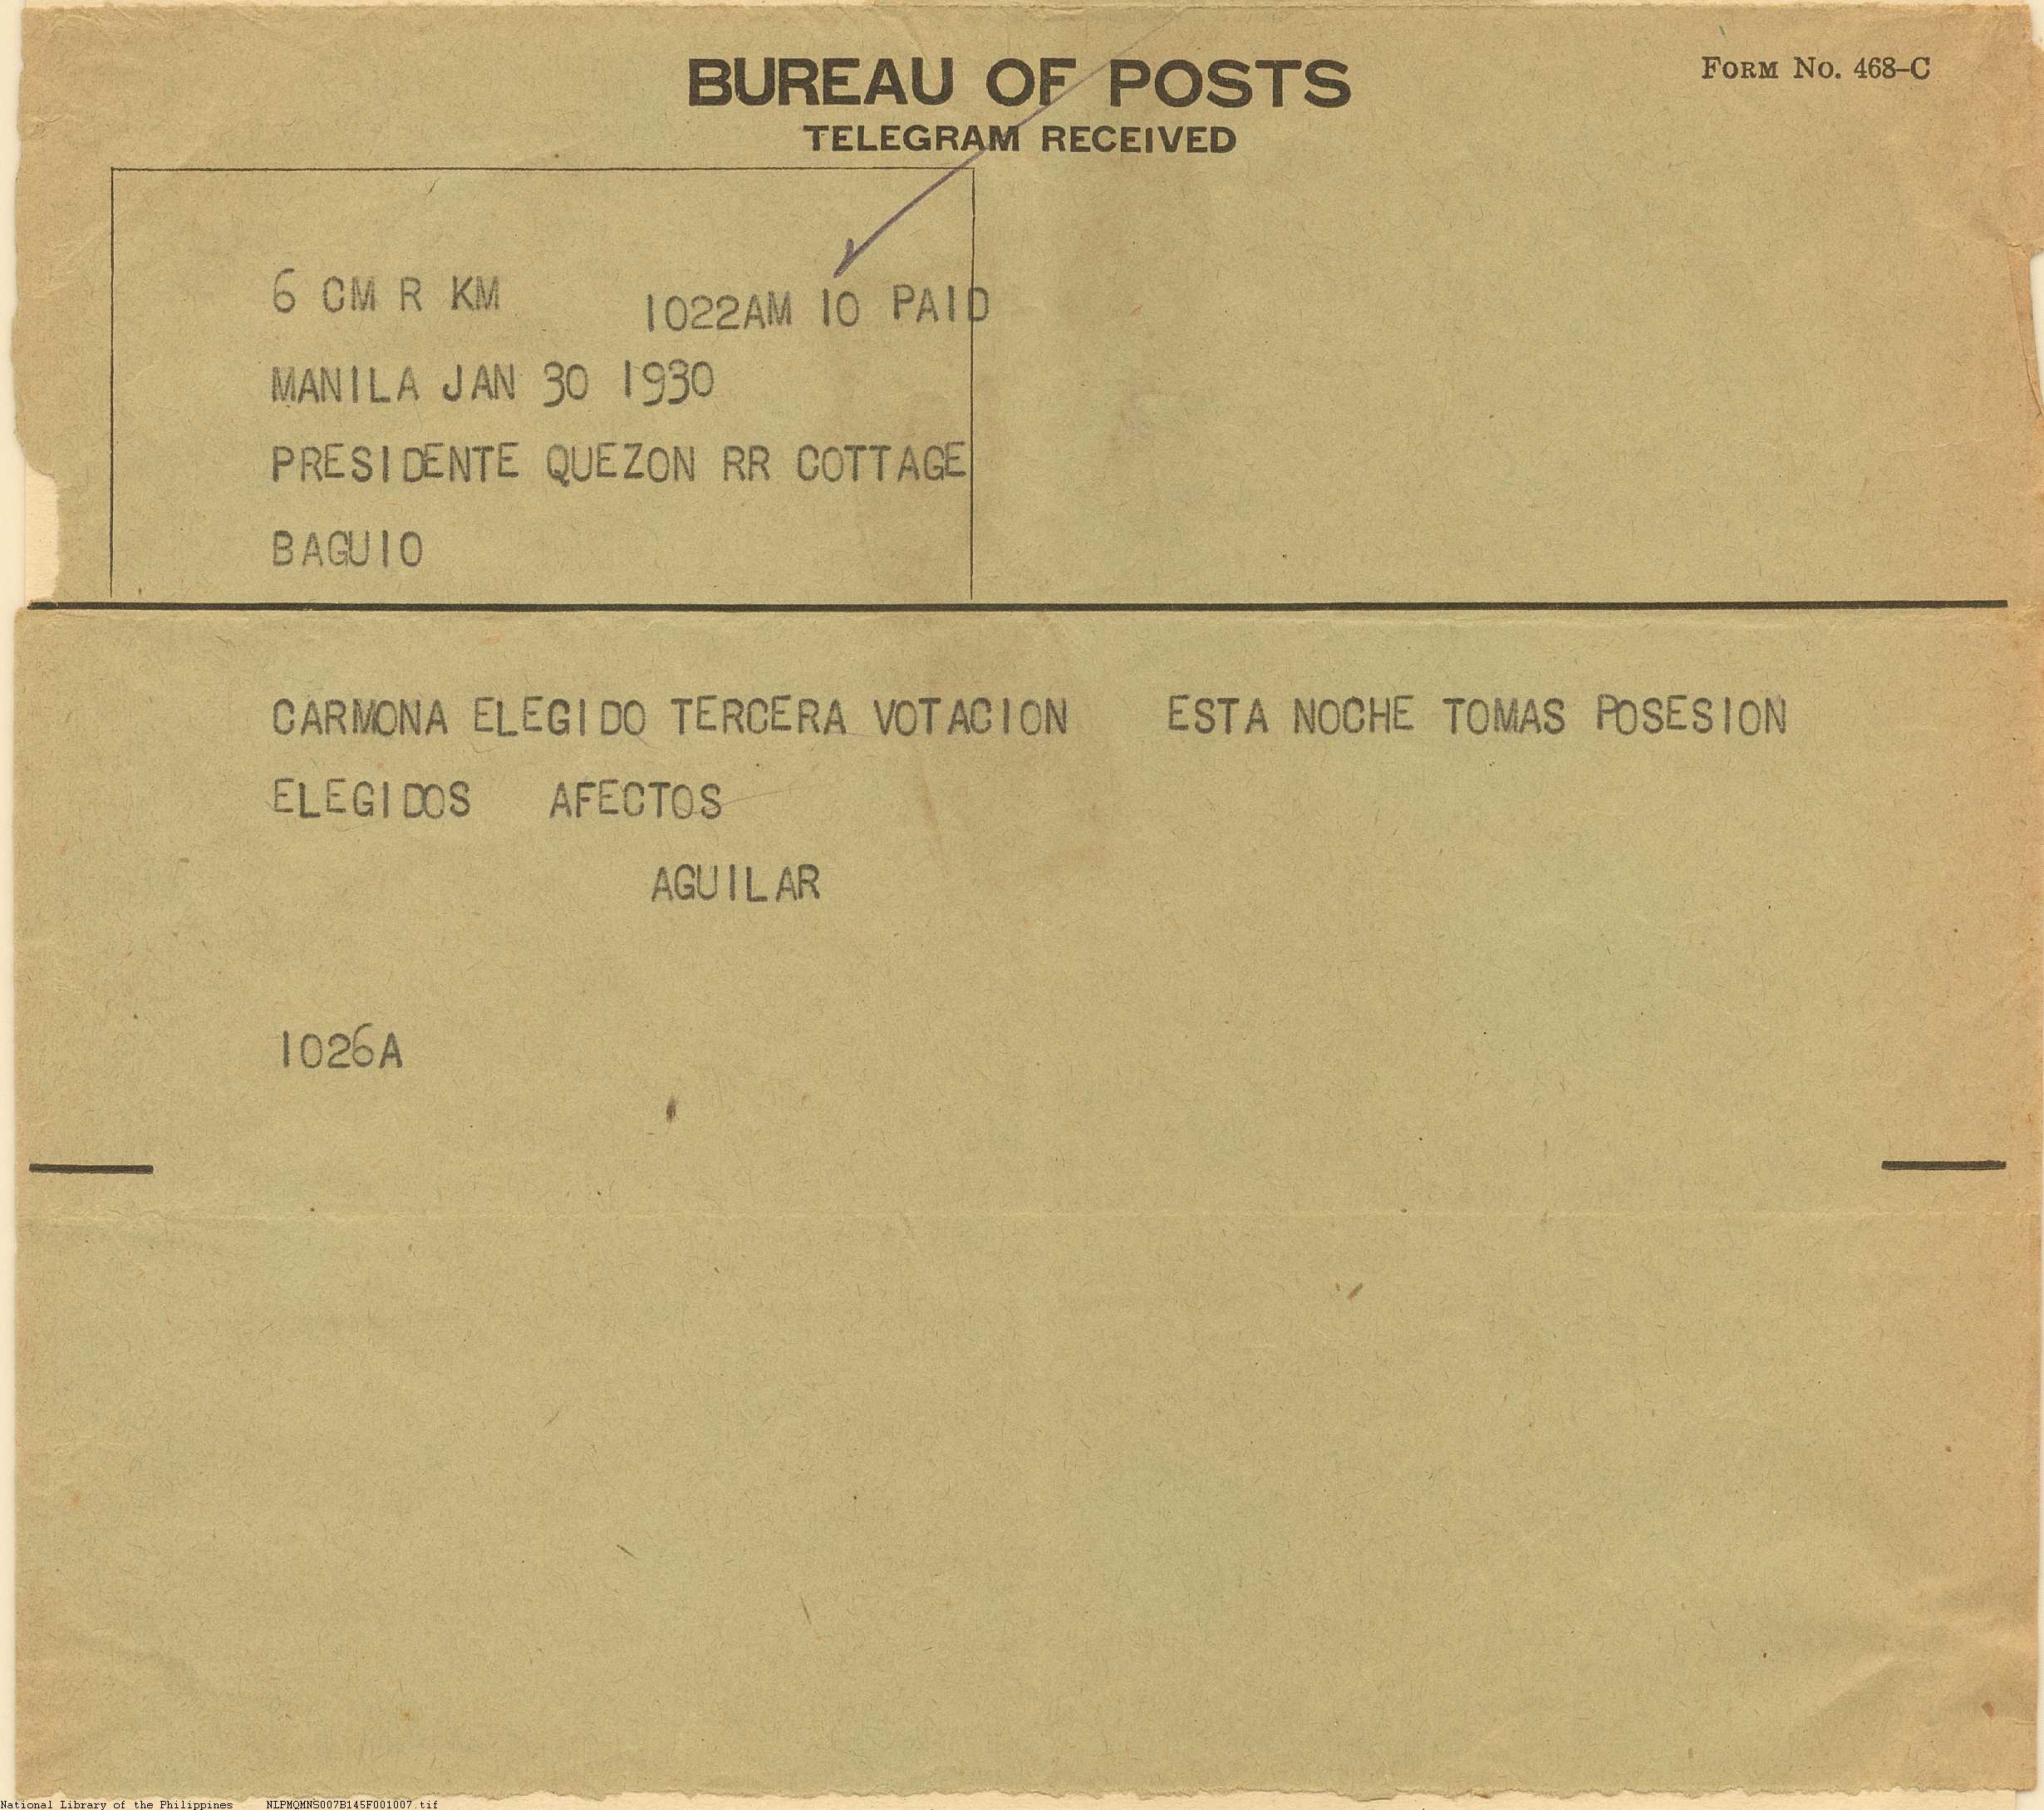 BUREAU OF POSTS
FORM No. 468-C
TELEGRAM RECEIVED
6 CM R KM 1022AM 10 PAID
MANILA JAN 30 1930
PRESIDENTE QUEZON RR COTTAGE
BAGUIO
CARMONA ELEGIDO TERCERA VOTACION ESTA NOCHE TOMAS POSESION
ELEGIDOS AFECTOS
AGUILAR
1026A
National Library of the Philippines NLPMQMNS007B145F001007.tif